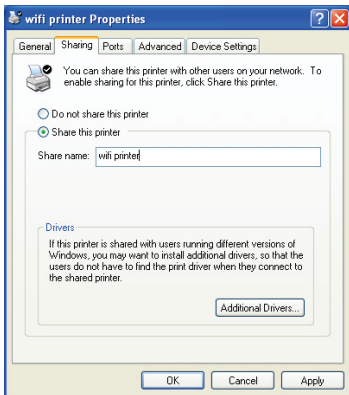 wifi printer Properties
General Sharing Ports Advanced Device Settings
You can share this printer with other users on your network. To
enable sharing for this printer, click Share this printer.
Do not share this printer
Share this printer
Share name: wifi printer
Drivers
If this printer is shared with users running different versions of
Windows, you may want to install additional drivers, so that the
users do not have to find the print driver when they connect to
the shared printer.
Additional Drivers...
OK Cancel Apply